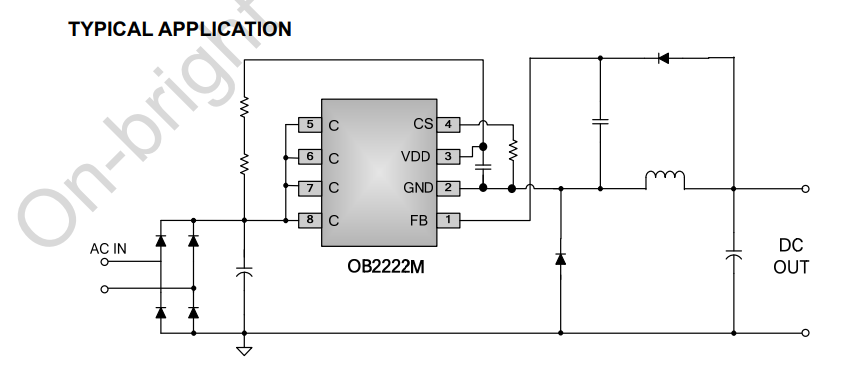 TYPICAL APPLICATION
On-bright
5 C CS 4
6 C VDD 3
7 C GND 2
8 C FB 1
AC IN
OB2222M
DC
OUT